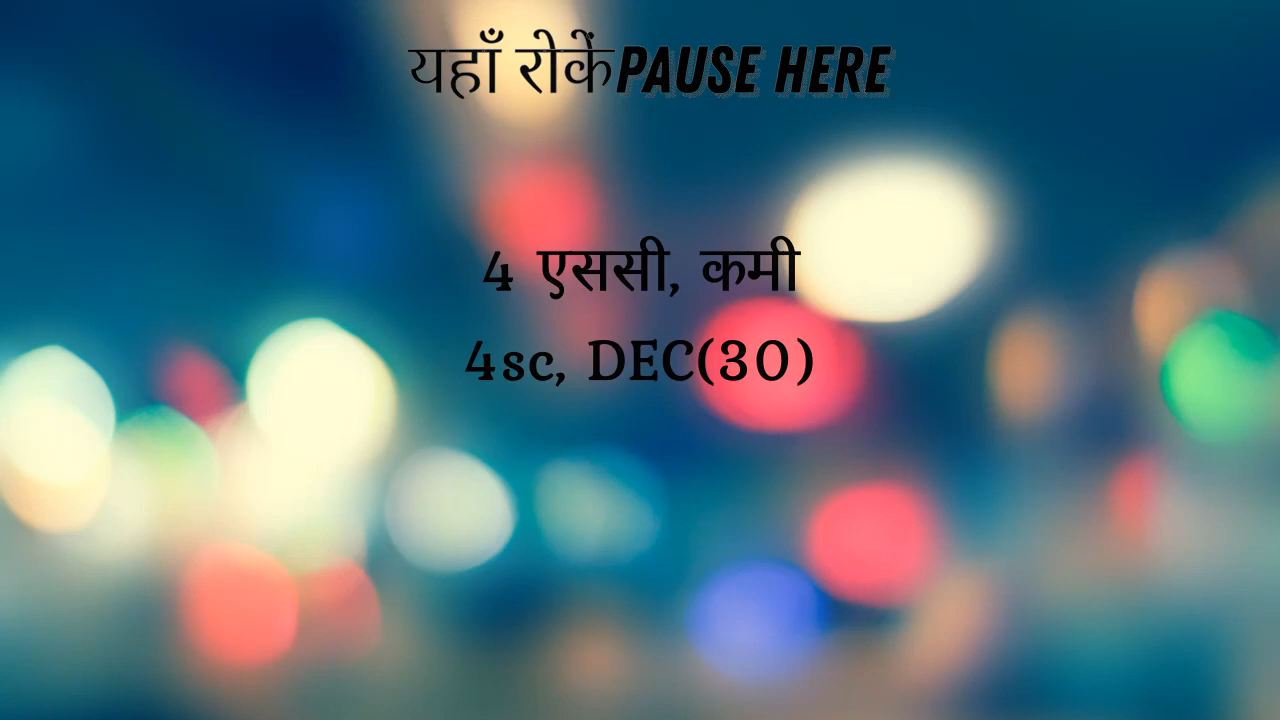 यहाँ रोकेंPAUSE HERE
4 एससी, कमी
4sc, DEC(30)